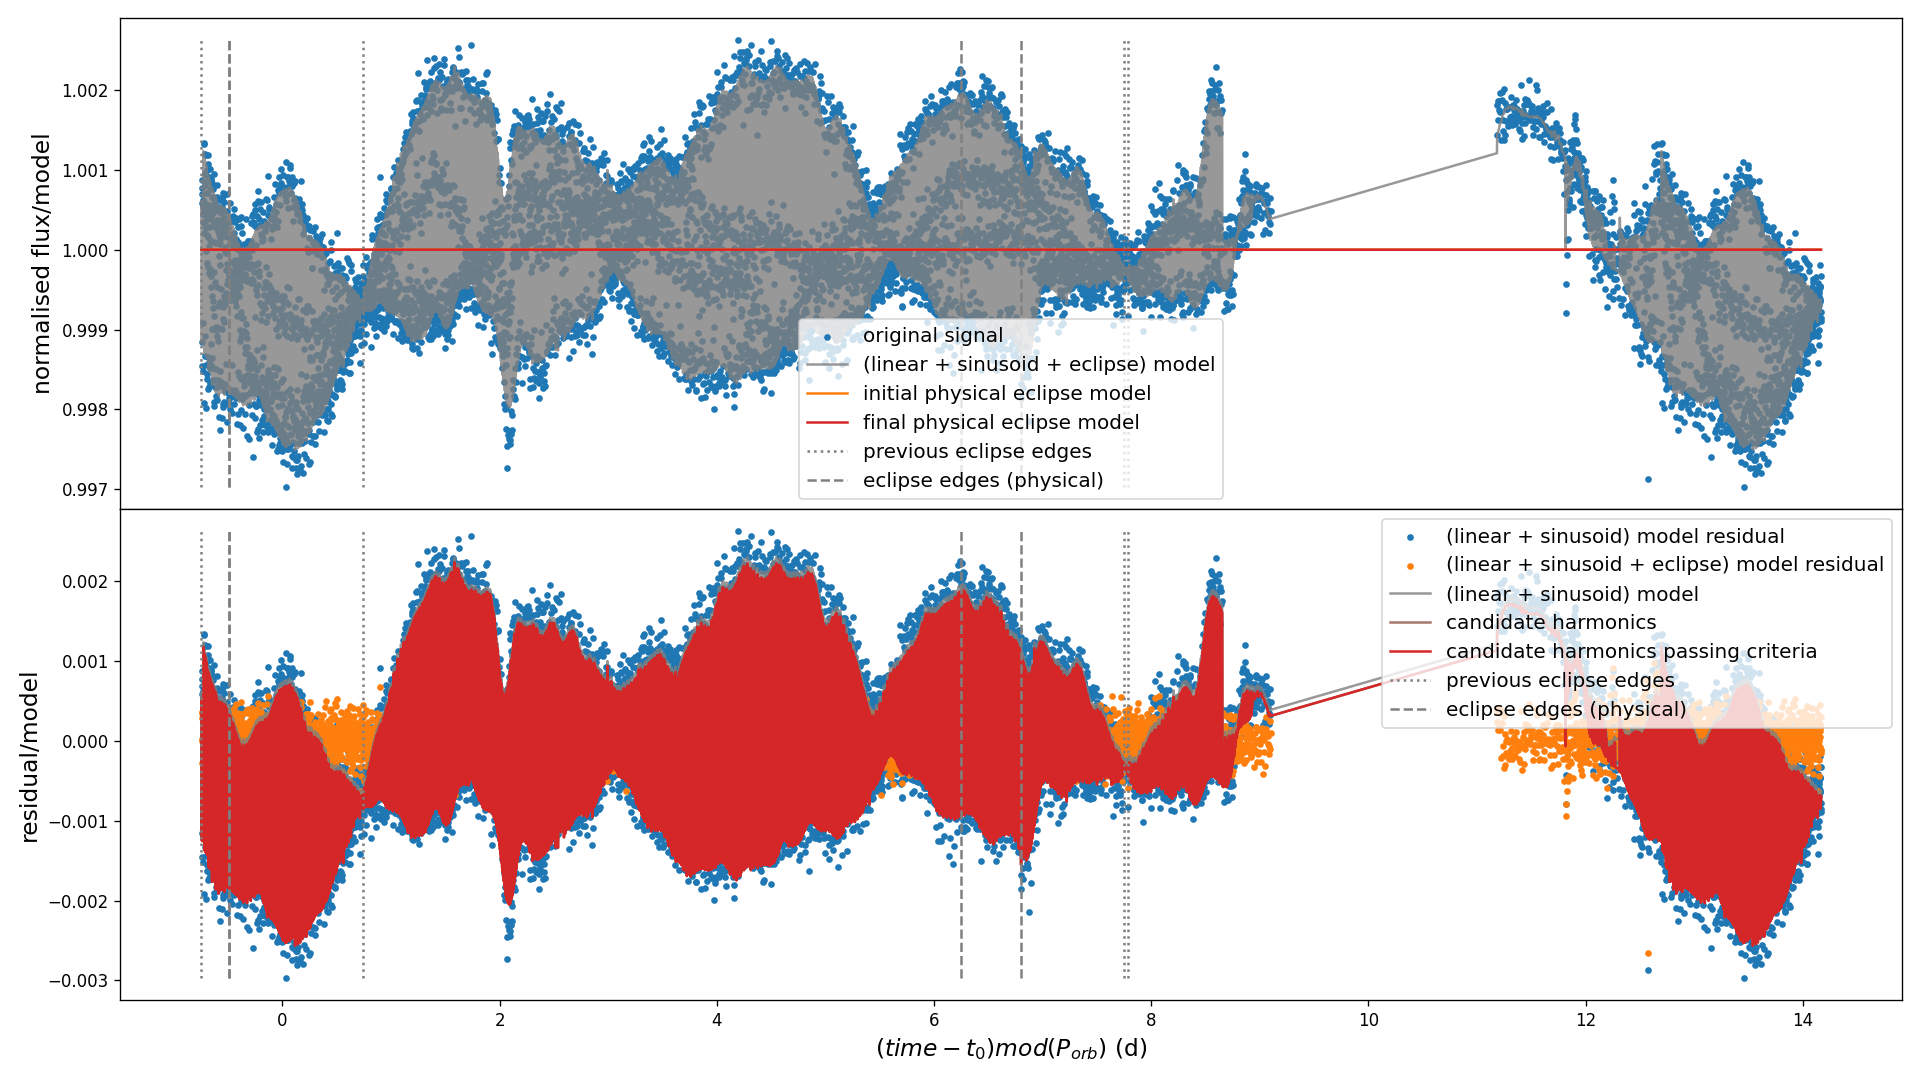 normalised flux/model
1.002
1.001
1.000
0.999
0.998
0.997
original signal
(linear + sinusoid + eclipse) model
initial physical eclipse model
final physical eclipse model
previous eclipse edges
eclipse edges (physical)
residual/model
0.002
0.001
0.000
−0.001
−0.002
−0.003
(linear + sinusoid) model residual
(linear + sinusoid + eclipse) model residual
(linear + sinusoid) model
candidate harmonics
candidate harmonics passing criteria
previous eclipse edges
eclipse edges (physical)
0 2 4 6 8 10 12 14
(time − t₀)mod(Pₒᵣb) (d)